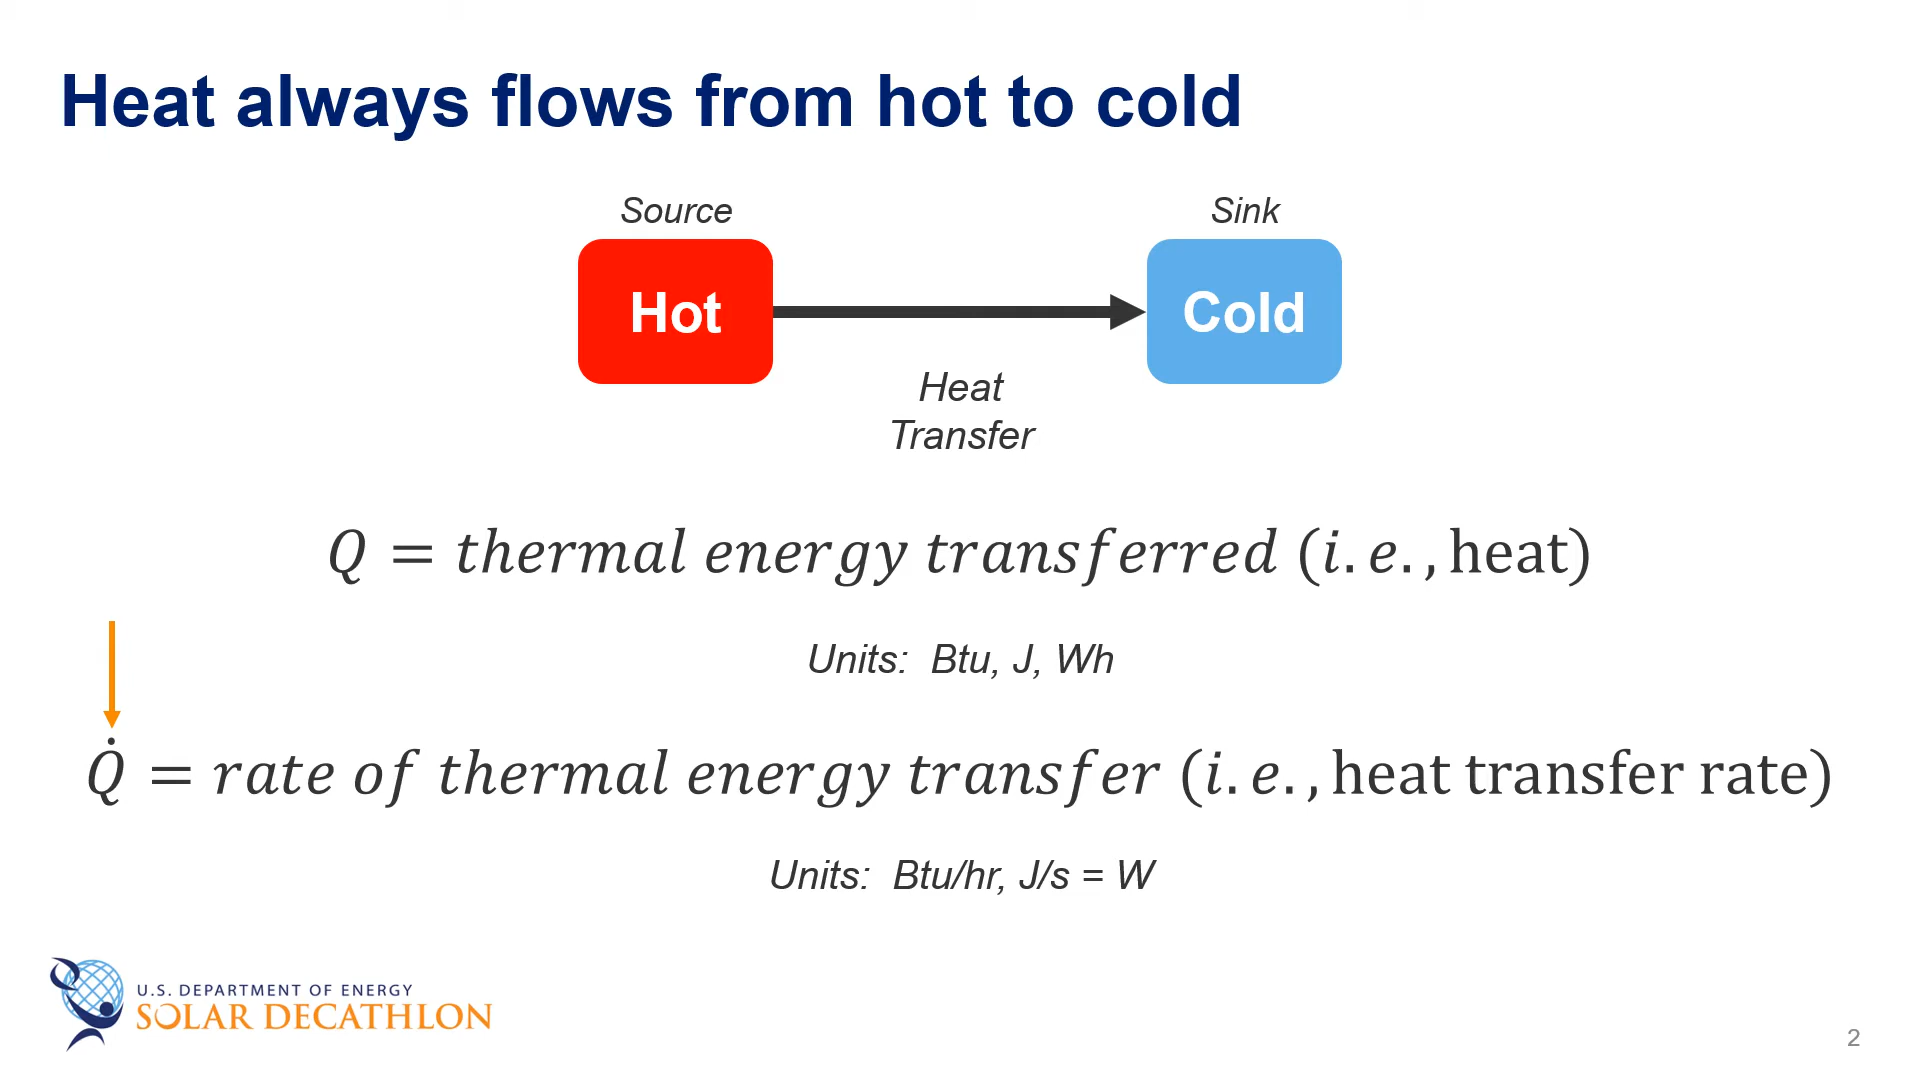 Heat always flows from hot to cold
Source
Sink
Hot
Cold
Heat
Transfer
Q = thermal energy transferred (i.e., heat)
Units: Btu, J, Wh
Q̇ = rate of thermal energy transfer (i.e., heat transfer rate)
Units: Btu/hr, J/s = W
U.S. DEPARTMENT OF ENERGY
SOLAR DECATHLON
2